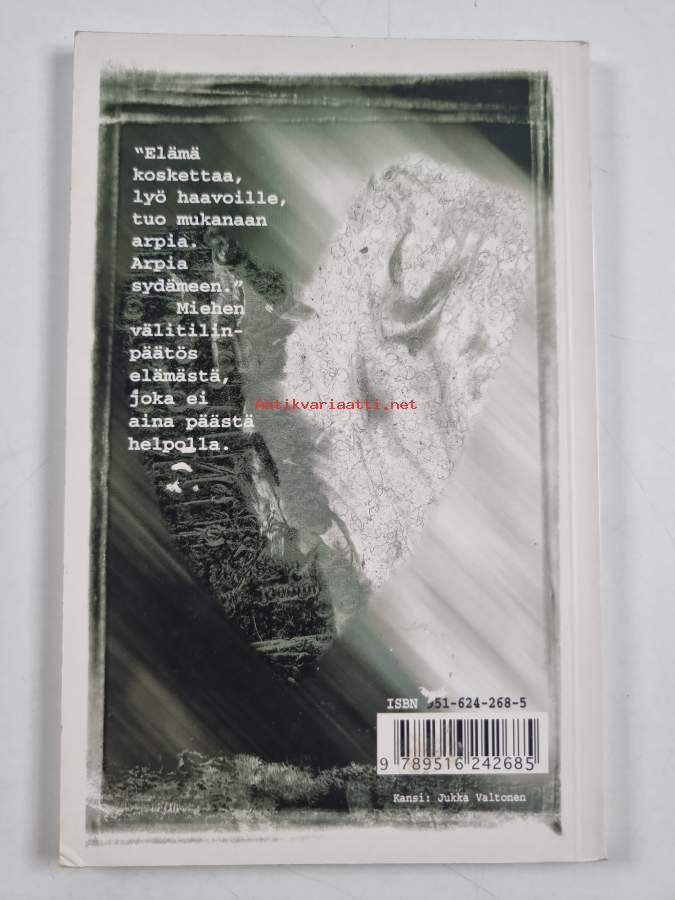 "Elämä
koskettaa,
lyö haavoille,
tuo mukanaan
arpia.
Arpia
sydämeen."
Miehen
välitilin-
päätös
elämästä,
joka ei
aina päästä
helpolla.
Antikvariaatti.net
ISBN 951-624-268-5
9 789516 242685
Kansi: Jukka Valtonen